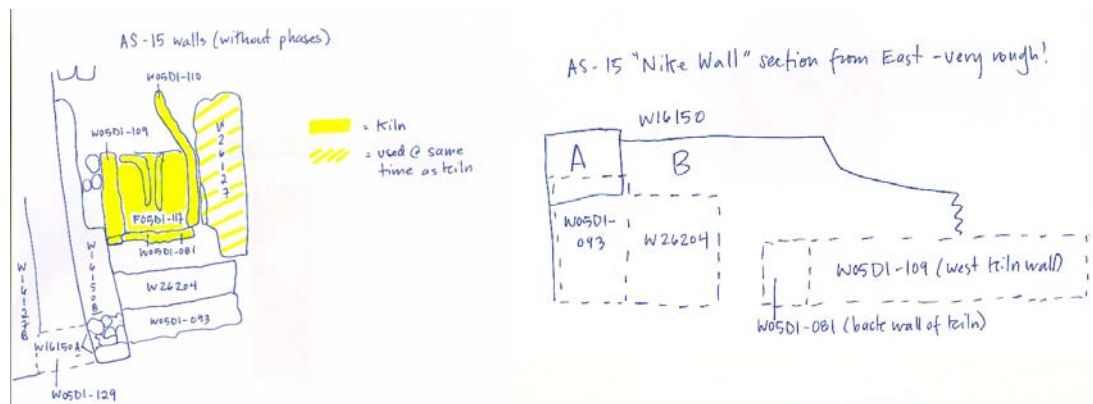 AS-15 walls (without phases)
W05D1-110
W05D1-109
W26127
= kiln
= used @ same
time as kiln
F05D1-117
W05D1-081
W16150B
W26204
W05D1-093
W16150A
W05D1-129
AS-15 "Nike Wall" section from East - very rough!
W16150
A
B
W05D1-
093
W26204
W05D1-109 (west kiln wall)
W05D1-081 (back wall of kiln)